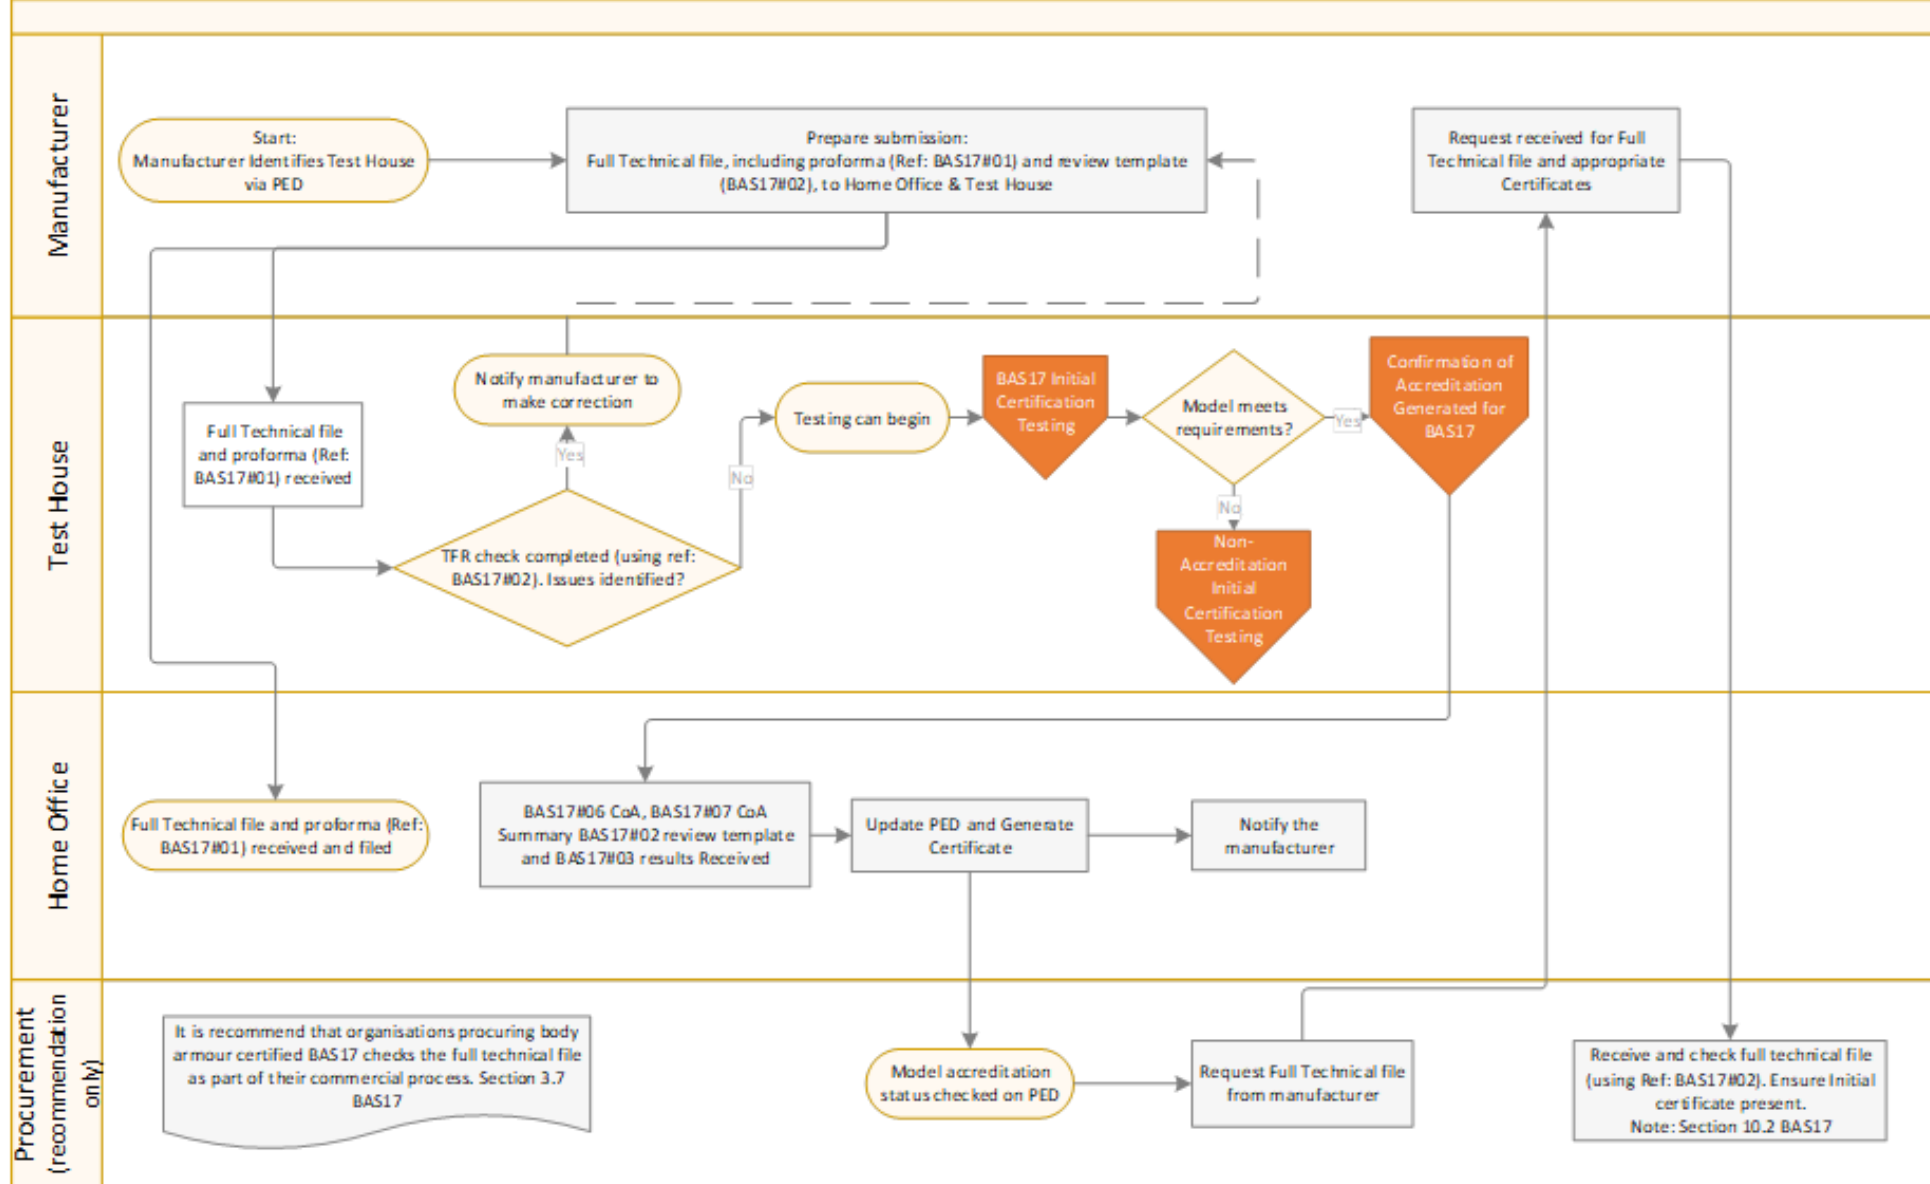 Manufacturer
Start:
Manufacturer Identifies Test House
via PED
Prepare submission:
Full Technical file, including proforma (Ref: BAS17#01) and review template
(BAS17#02), to Home Office & Test House
Request received for Full
Technical file and appropriate
Certificates
Test House
Full Technical file
and proforma (Ref:
BAS17#01) received
Notify manufacturer to
make correction
Yes
TFR check completed (using ref:
BAS17#02). Issues identified?
No
Testing can begin
BAS17 Initial
Certification
Testing
Model meets
requirements?
Yes
Confirmation of
Accreditation
Generated for
BAS17
No
Non-
Accreditation
Initial
Certification
Testing
Home Office
Full Technical file and proforma (Ref:
BAS17#01) received and filed
BAS17#06 CoA, BAS17#07 CoA
Summary BAS17#02 review template
and BAS17#03 results Received
Update PED and Generate
Certificate
Notify the
manufacturer
Procurement
(recommendation
only)
It is recommend that organisations procuring body
armour certified BAS17 checks the full technical file
as part of their commercial process. Section 3.7
BAS17
Model accreditation
status checked on PED
Request Full Technical file
from manufacturer
Receive and check full technical file
(using Ref: BAS17#02). Ensure Initial
certificate present.
Note: Section 10.2 BAS17